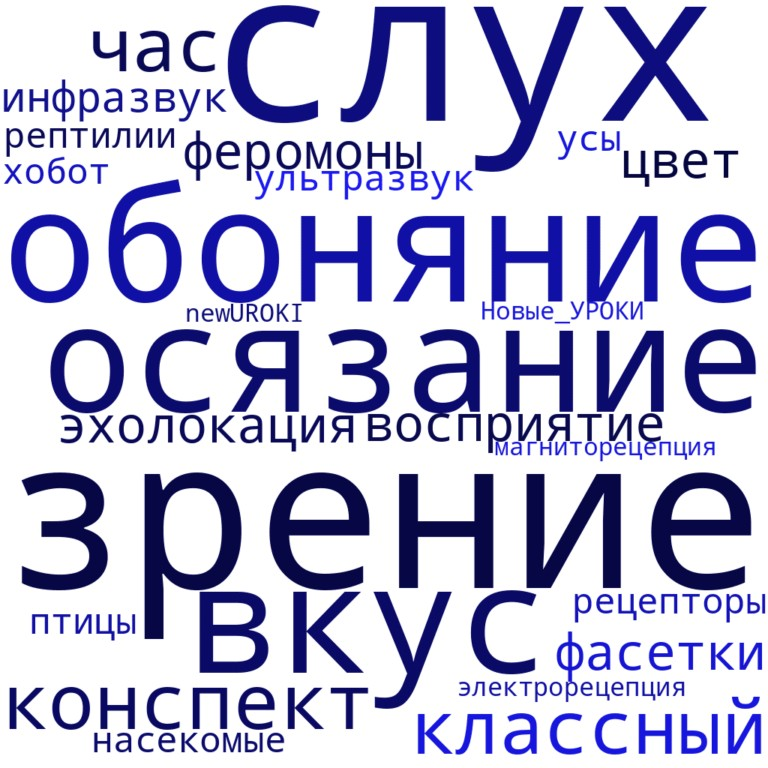 слух
час
инфразвук
рептилии
феромоны
усы
цвет
хобот
ультразвук
обоняние
newUROKI
Новые_УРОКИ
осязание
эхолокация
восприятие
магниторецепция
зрение
вкус
рецепторы
птицы
фасетки
электрорецепция
конспект
классный
насекомые